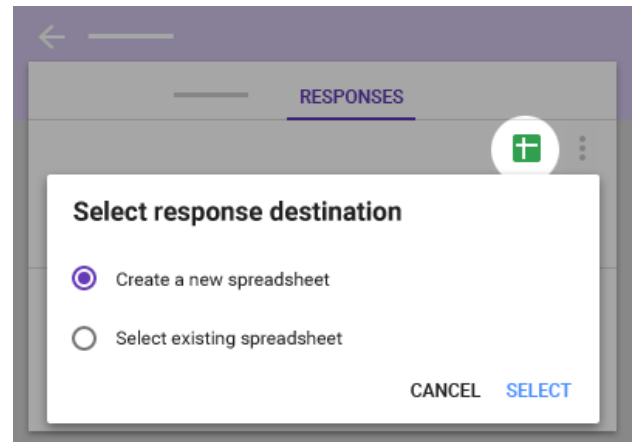 RESPONSES
Select response destination
Create a new spreadsheet
Select existing spreadsheet
CANCEL SELECT